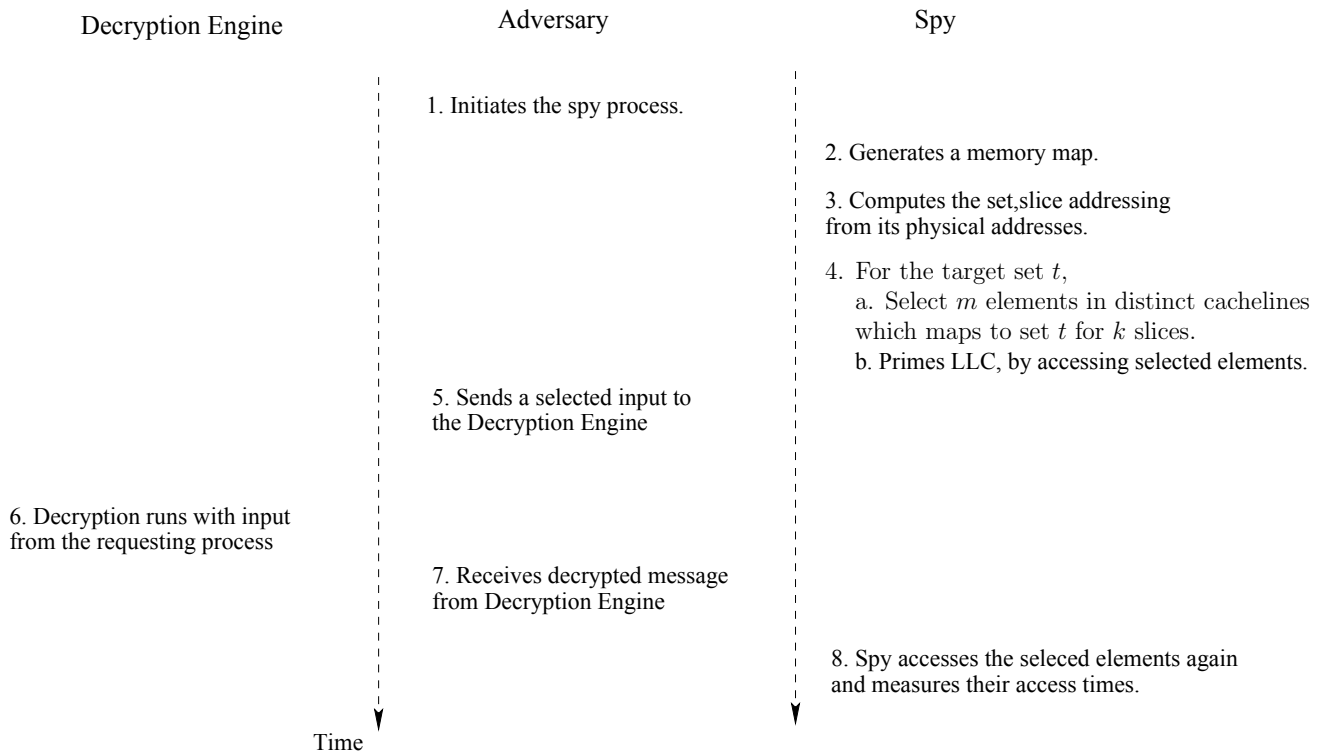 Decryption Engine
Adversary
Spy
1. Initiates the spy process.
2. Generates a memory map.
3. Computes the set,slice addressing
from its physical addresses.
4. For the target set t,
a. Select m elements in distinct cachelines
which maps to set t for k slices.
b. Primes LLC, by accessing selected elements.
5. Sends a selected input to
the Decryption Engine
6. Decryption runs with input
from the requesting process
7. Receives decrypted message
from Decryption Engine
8. Spy accesses the seleced elements again
and measures their access times.
Time